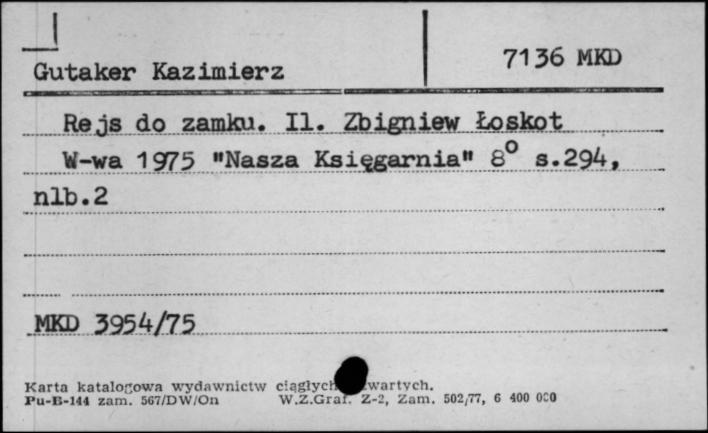 Gutaker Kazimierz 7136 MKD
Rejs do zamku. Il. Zbigniew Łoskot
W-wa 1975 "Nasza Księgarnia" 8° s.294,
nlb.2
MKD 3954/75
Karta katalogowa wydawnictw ciągłych wartych.
Pu-B-144 zam. 567/DW/On W.Z.Graf. Z-2, Zam. 502/77, 6 400 000